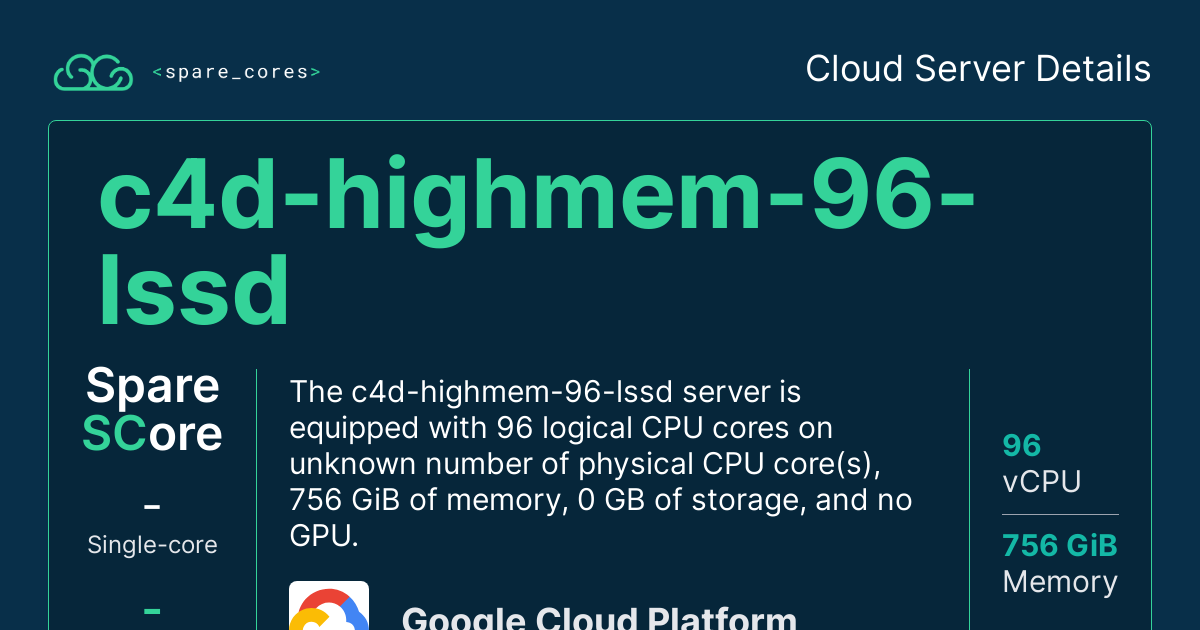 <spare_cores>
Cloud Server Details
c4d-highmem-96-
lssd
Spare
SCore
-
Single-core
-
The c4d-highmem-96-lssd server is
equipped with 96 logical CPU cores on
unknown number of physical CPU core(s),
756 GiB of memory, 0 GB of storage, and no
GPU.
Google Cloud Platform
96
vCPU
756 GiB
Memory